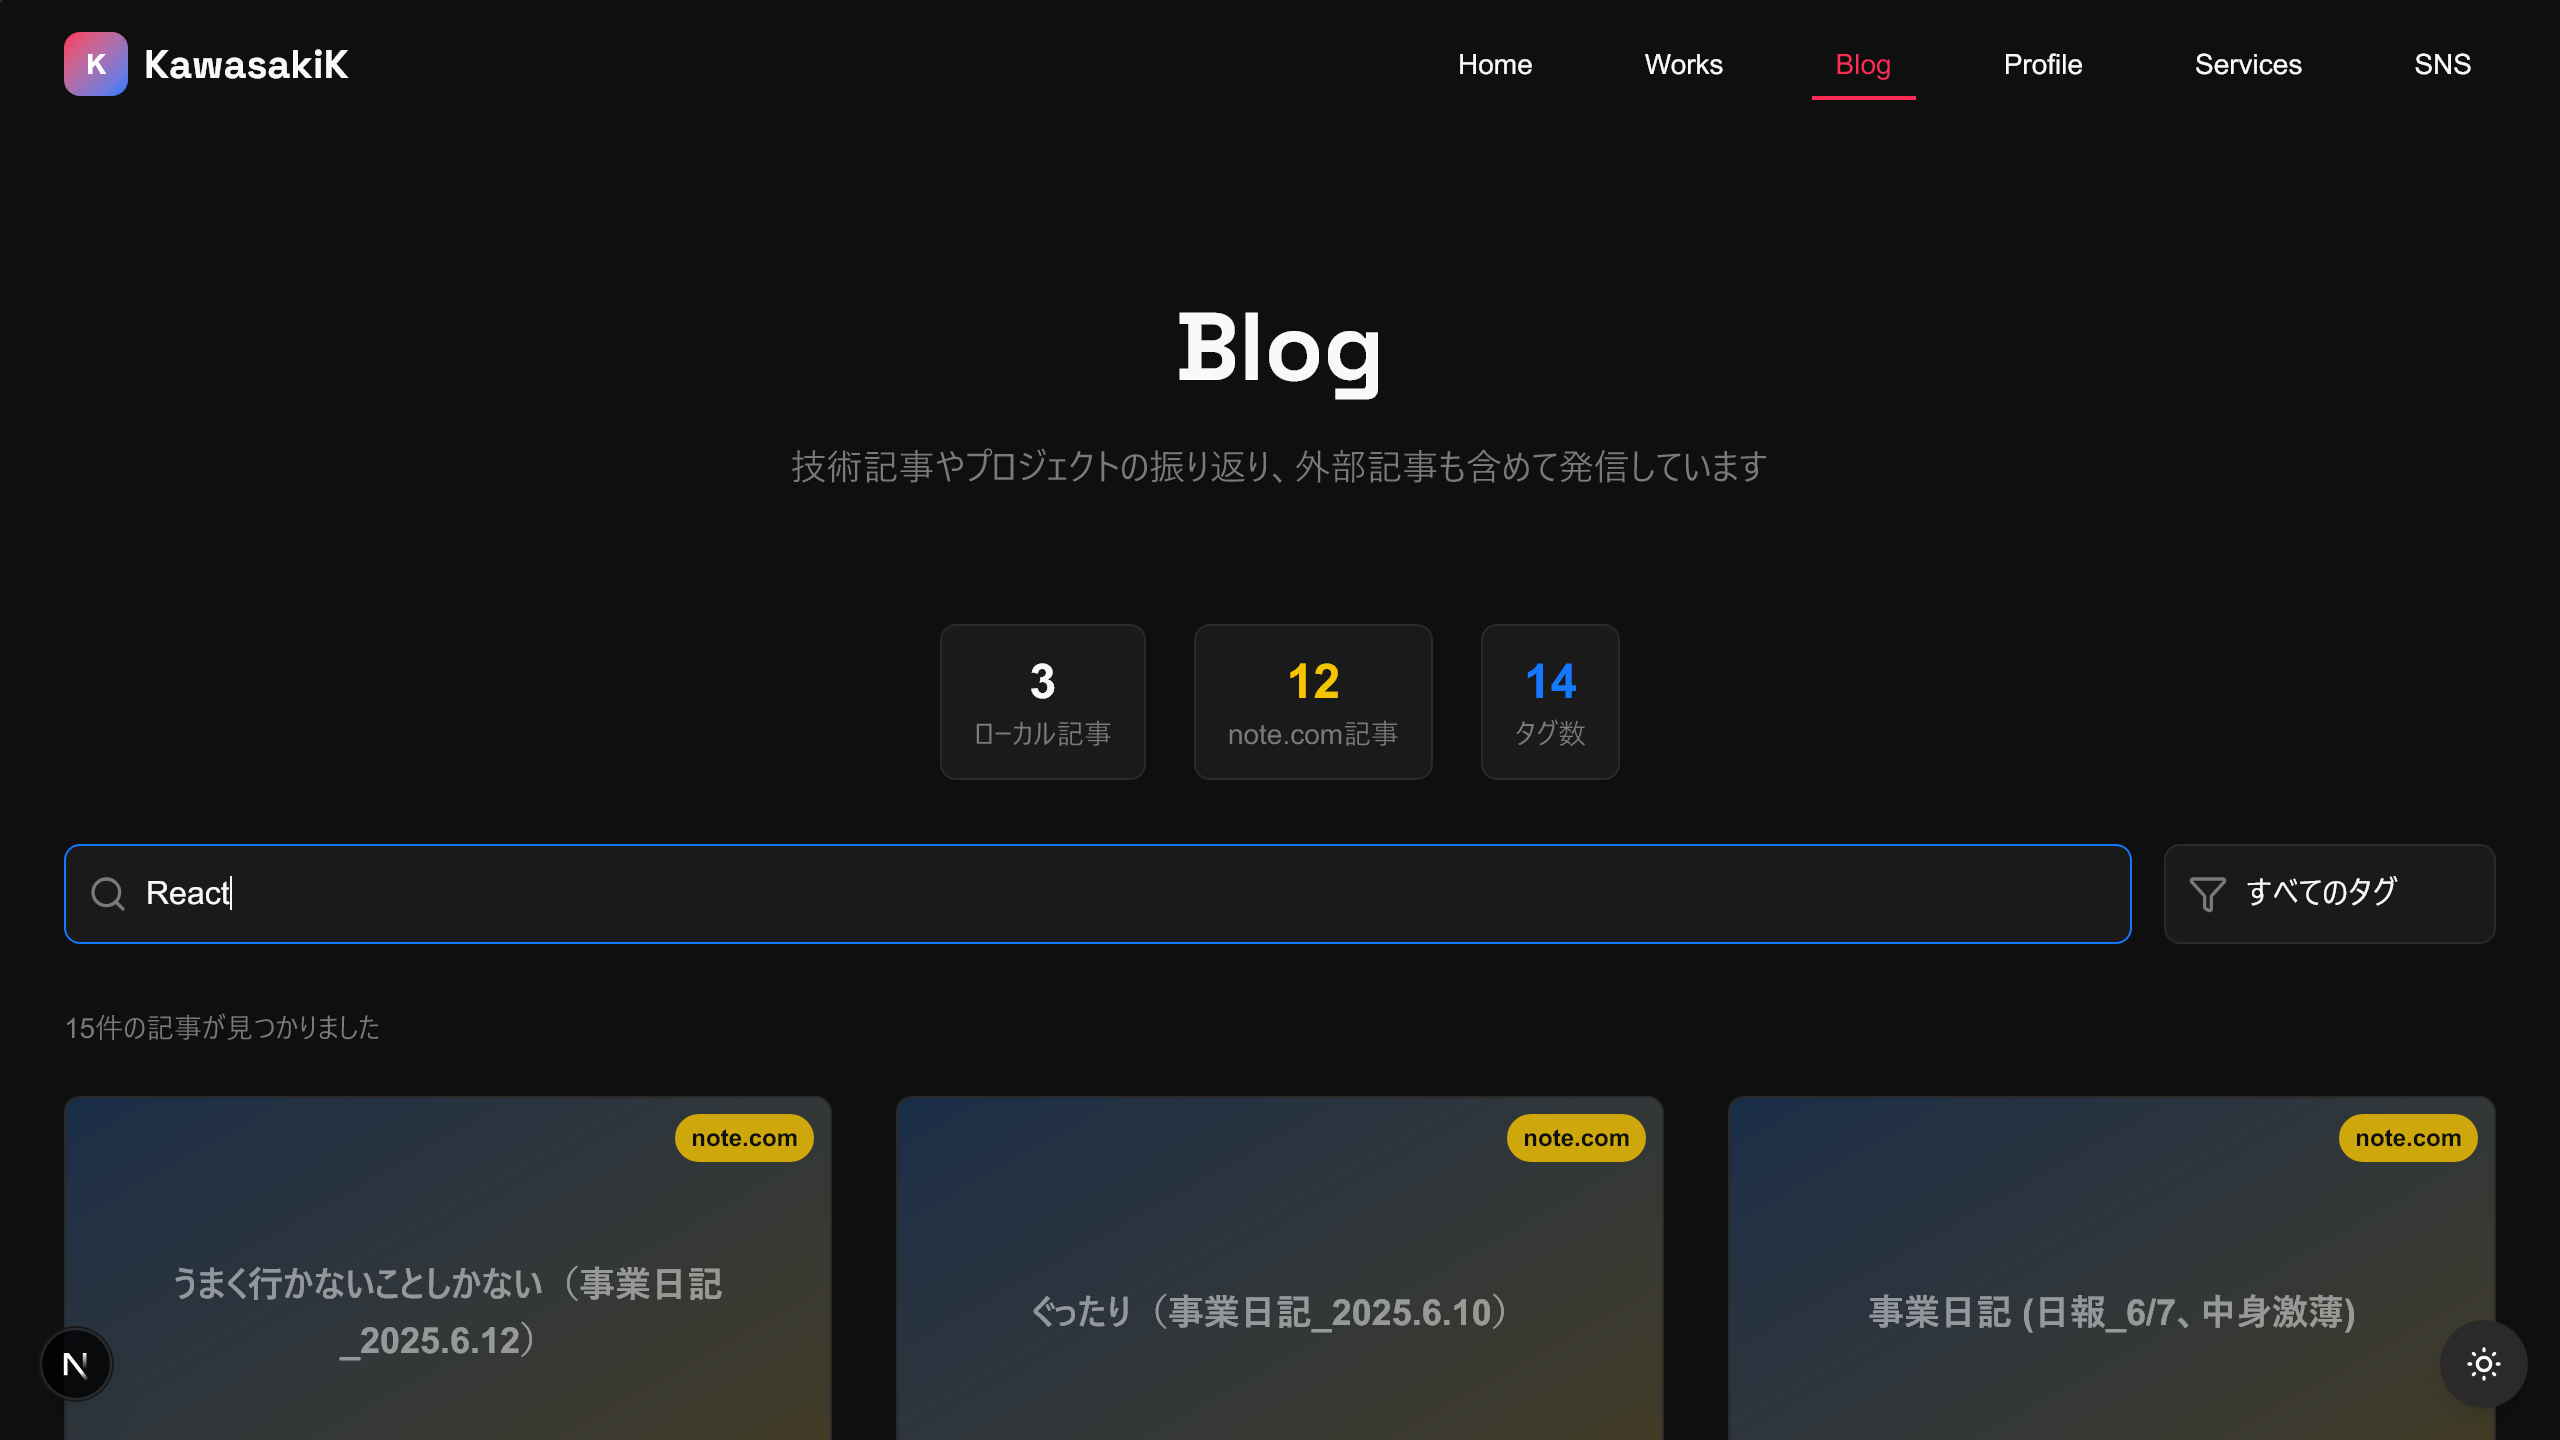 K KawasakiK
Home
Works
Blog
Profile
Services
SNS
Blog
技術記事やプロジェクトの振り返り、外部記事も含めて発信しています
3
ローカル記事
12
note.com記事
14
タグ数
React
すべてのタグ
15件の記事が見つかりました
note.com
うまく行かないことしかない（事業日記
_2025.6.12）
note.com
ぐったり（事業日記_2025.6.10）
note.com
事業日記 (日報_6/7、中身激薄)
N